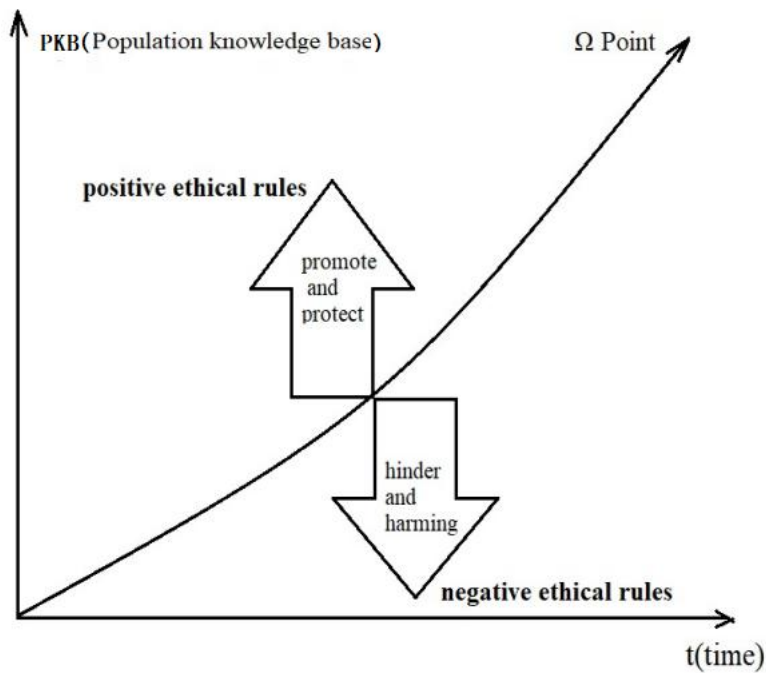 PKB(Population knowledge base)
Ω Point
positive ethical rules
promote
and
protect
hinder
and
harming
negative ethical rules
t(time)